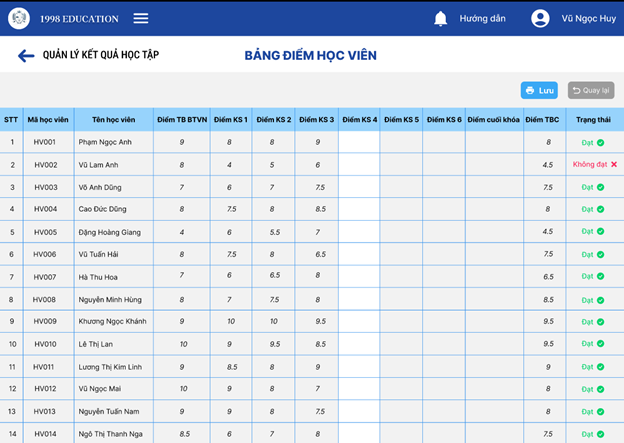 1998 EDUCATION Hướng dẫn Vũ Ngọc Huy
QUẢN LÝ KẾT QUẢ HỌC TẬP BẢNG ĐIỂM HỌC VIÊN
Lưu Quay lại
STT Mã học viên Tên học viên Điểm TB BTVN Điểm KS 1 Điểm KS 2 Điểm KS 3 Điểm KS 4 Điểm KS 5 Điểm KS 6 Điểm cuối khóa Điểm TBC Trạng thái
1 HV001 Phạm Ngọc Anh 9 8 8 9 8 Đạt
2 HV002 Vũ Lam Anh 8 4 5 6 4.5 Không đạt
3 HV003 Võ Anh Dũng 7 6 7 7.5 7.5 Đạt
4 HV004 Cao Đức Dũng 8 7.5 8 8.5 8 Đạt
5 HV005 Đặng Hoàng Giang 4 6 5.5 7 4.5 Đạt
6 HV006 Vũ Tuấn Hải 8 7.5 8 6.5 7.5 Đạt
7 HV007 Hà Thu Hoa 7 6 6.5 8 6.5 Đạt
8 HV008 Nguyễn Minh Hùng 8 7 7.5 8 8.5 Đạt
9 HV009 Khương Ngọc Khánh 9 10 10 9.5 9.5 Đạt
10 HV010 Lê Thị Lan 10 9 9.5 8.5 9.5 Đạt
11 HV011 Lương Thị Kim Linh 9 8.5 8 9 9 Đạt
12 HV012 Vũ Ngọc Mai 10 9 8 7 8 Đạt
13 HV013 Nguyễn Tuấn Nam 9 9 8 7.5 8 Đạt
14 HV014 Ngô Thị Thanh Nga 8.5 6 7 8 7.5 Đạt